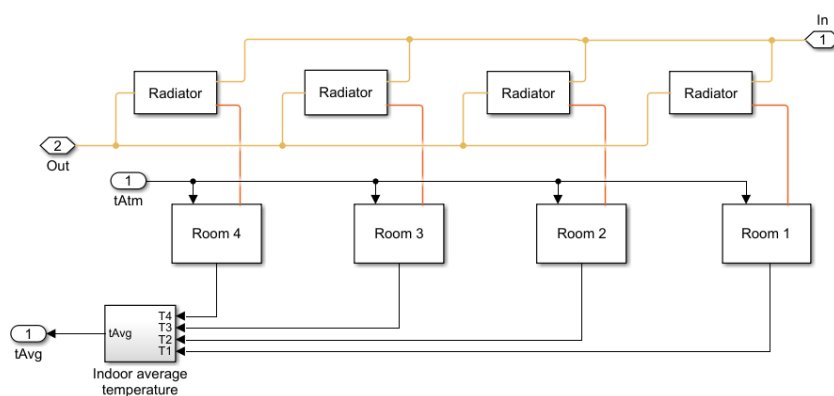 In
1
Radiator
Radiator
Radiator
Radiator
2
Out
1
tAtm
Room 4
Room 3
Room 2
Room 1
1
tAvg
tAvg
T4
T3
T2
T1
Indoor average
temperature